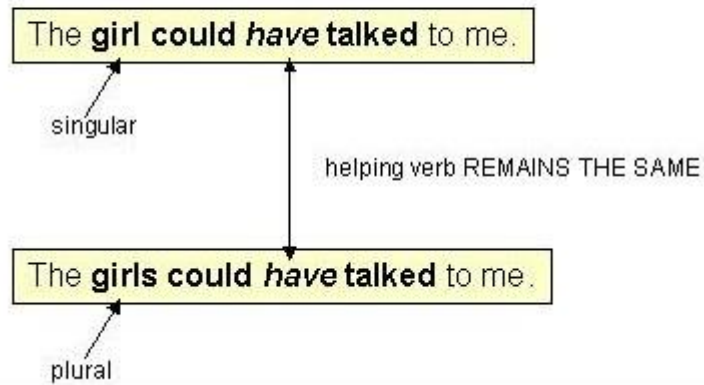 The girl could have talked to me.
singular
helping verb REMAINS THE SAME
The girls could have talked to me.
plural